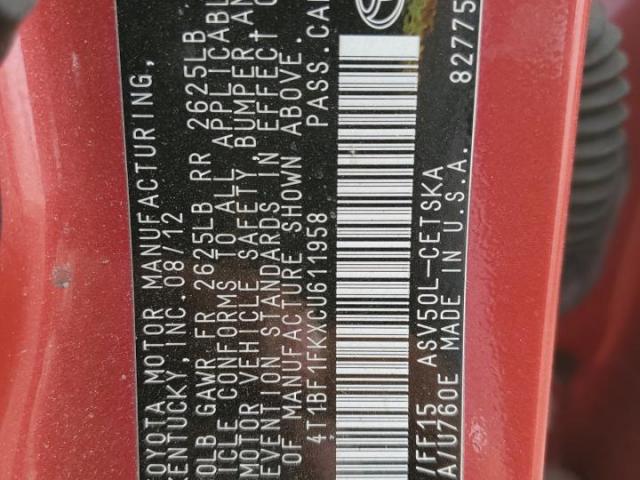 TOYOTA MOTOR MANUFACTURING,
KENTUCKY, INC. 08/12
0LB GAWR FR 2625LB RR 2625LB
ICLE CONFORMS TO ALL APPLICABL
MOTOR VEHICLE SAFETY, BUMPER, AN
EVENTION STANDARDS IN EFFECT O
OF MANUFACTURE SHOWN ABOVE.
4T1BF1FKXCU611958 PASS.CAR
/FF15 ASV50L-CETSKA
A/U760E MADE IN U.S.A.
82775